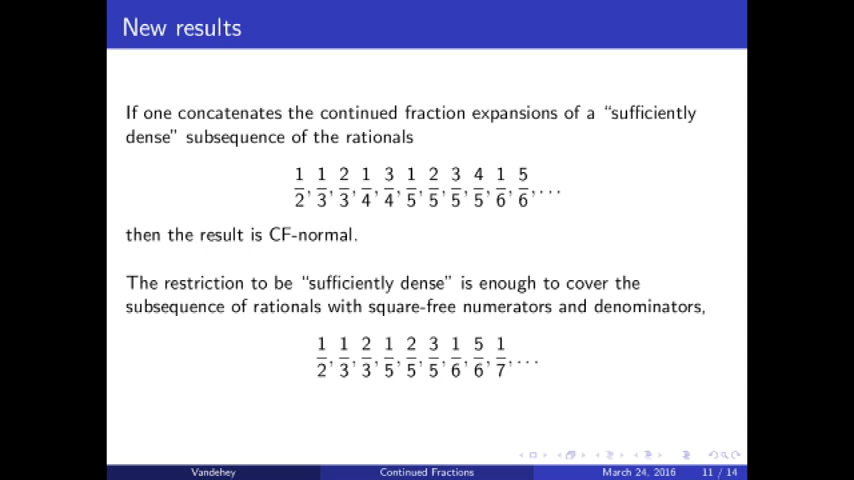 New results
If one concatenates the continued fraction expansions of a “sufficiently
dense” subsequence of the rationals
1/2, 1/3, 2/3, 1/4, 3/4, 1/5, 2/5, 3/5, 4/5, 1/6, 5/6, ...
then the result is CF-normal.
The restriction to be “sufficiently dense” is enough to cover the
subsequence of rationals with square-free numerators and denominators,
1/2, 1/3, 2/3, 1/5, 2/5, 3/5, 1/6, 5/6, 1/7, ...
Vandehey Continued Fractions March 24, 2016 11 / 14